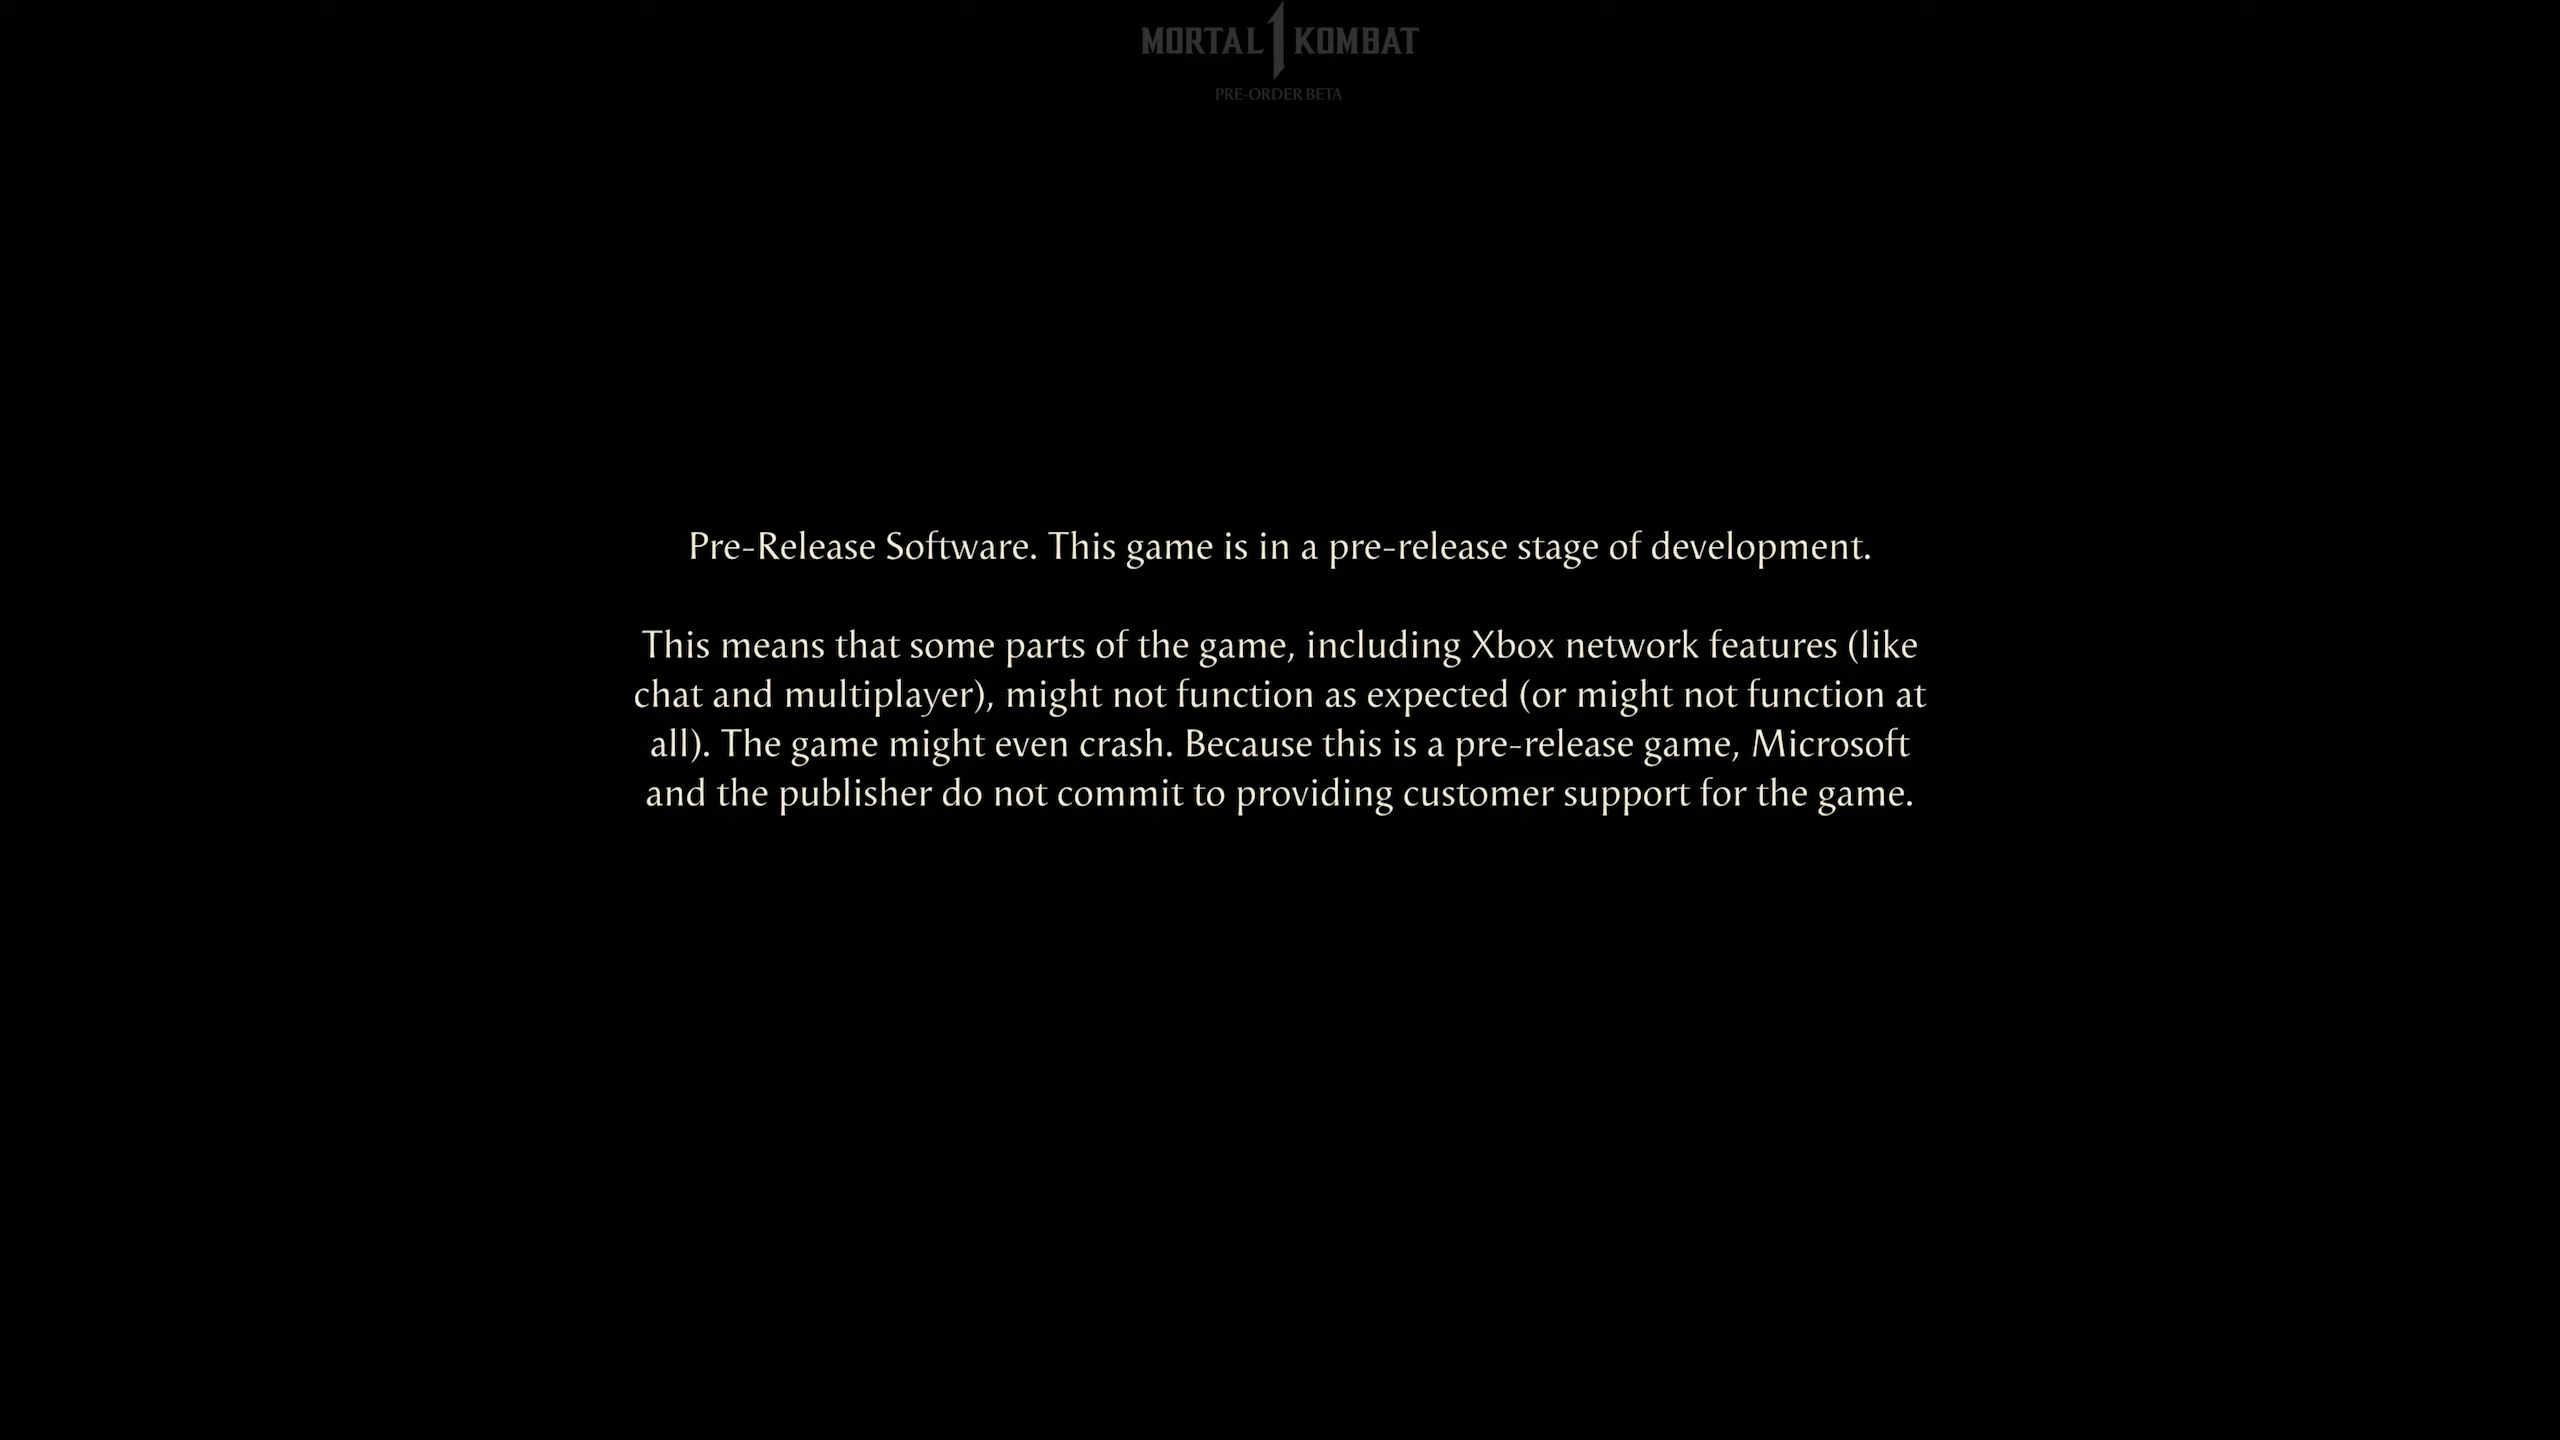 MORTAL 1 KOMBAT
PRE-ORDER BETA
Pre-Release Software. This game is in a pre-release stage of development.
This means that some parts of the game, including Xbox network features (like
chat and multiplayer), might not function as expected (or might not function at
all). The game might even crash. Because this is a pre-release game, Microsoft
and the publisher do not commit to providing customer support for the game.